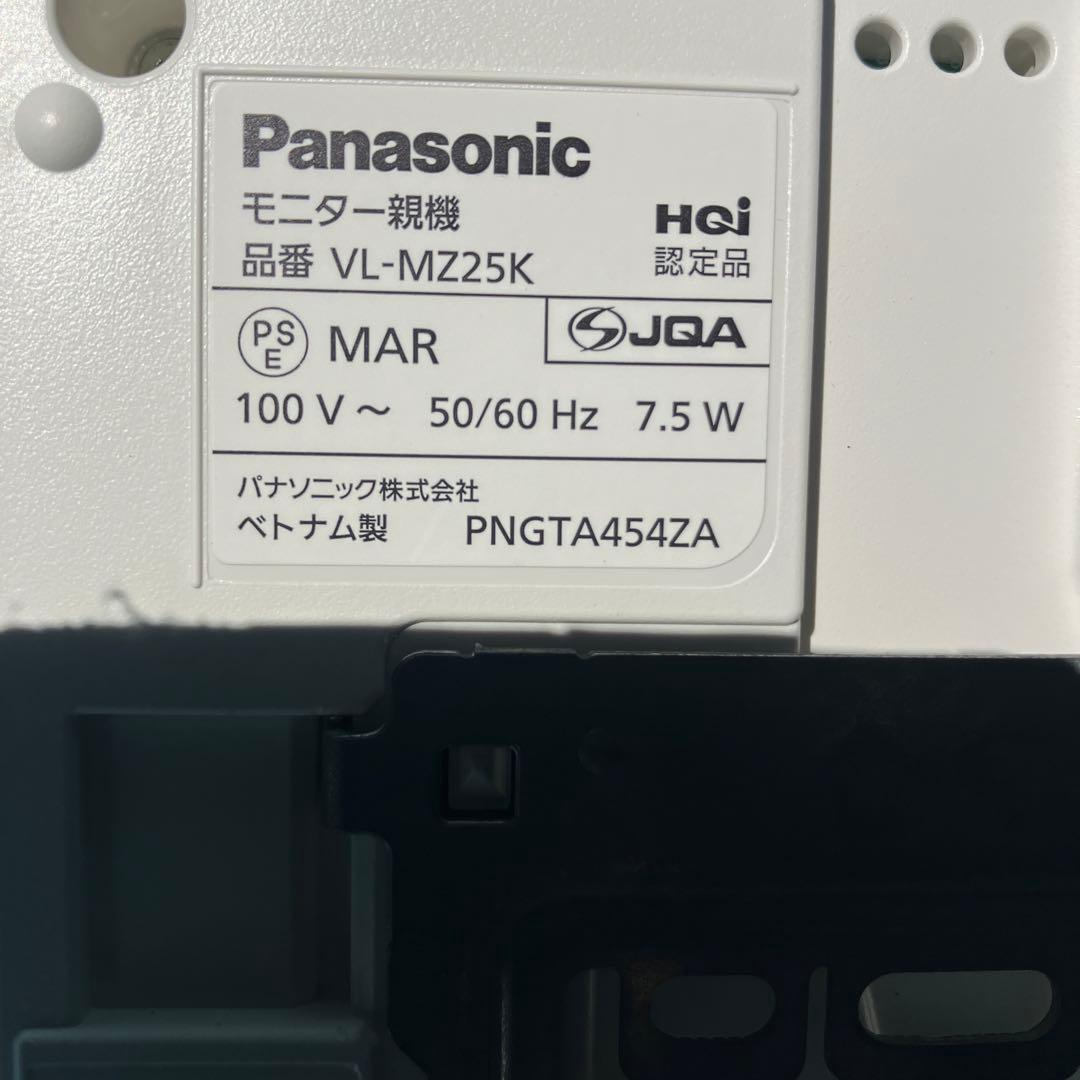 Panasonic
モニター親機
品番 VL-MZ25K
HQi
認定品
PSE MAR
JQA
100 V ～ 50/60 Hz 7.5 W
パナソニック株式会社
ベトナム製 PNGTA454ZA